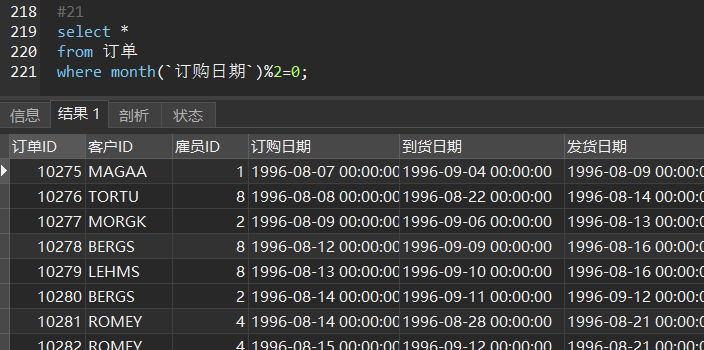 218 #21
219 select *
220 from 订单
221 where month(`订购日期`)%2=0;
信息 结果 1 剖析 状态
订单ID 客户ID 雇员ID 订购日期 到货日期 发货日期
10275 MAGAA 1 1996-08-07 00:00:00 1996-09-04 00:00:00 1996-08-09 00:00:0
10276 TORTU 8 1996-08-08 00:00:00 1996-08-22 00:00:00 1996-08-14 00:00:0
10277 MORGK 2 1996-08-09 00:00:00 1996-09-06 00:00:00 1996-08-13 00:00:0
10278 BERGS 8 1996-08-12 00:00:00 1996-09-09 00:00:00 1996-08-16 00:00:0
10279 LEHMS 8 1996-08-13 00:00:00 1996-09-10 00:00:00 1996-08-16 00:00:0
10280 BERGS 2 1996-08-14 00:00:00 1996-09-11 00:00:00 1996-09-12 00:00:0
10281 ROMEY 4 1996-08-14 00:00:00 1996-08-28 00:00:00 1996-08-21 00:00:0
10282 ROMEY 4 1996-08-15 00:00:00 1996-09-12 00:00:00 1996-08-21 00:00:0